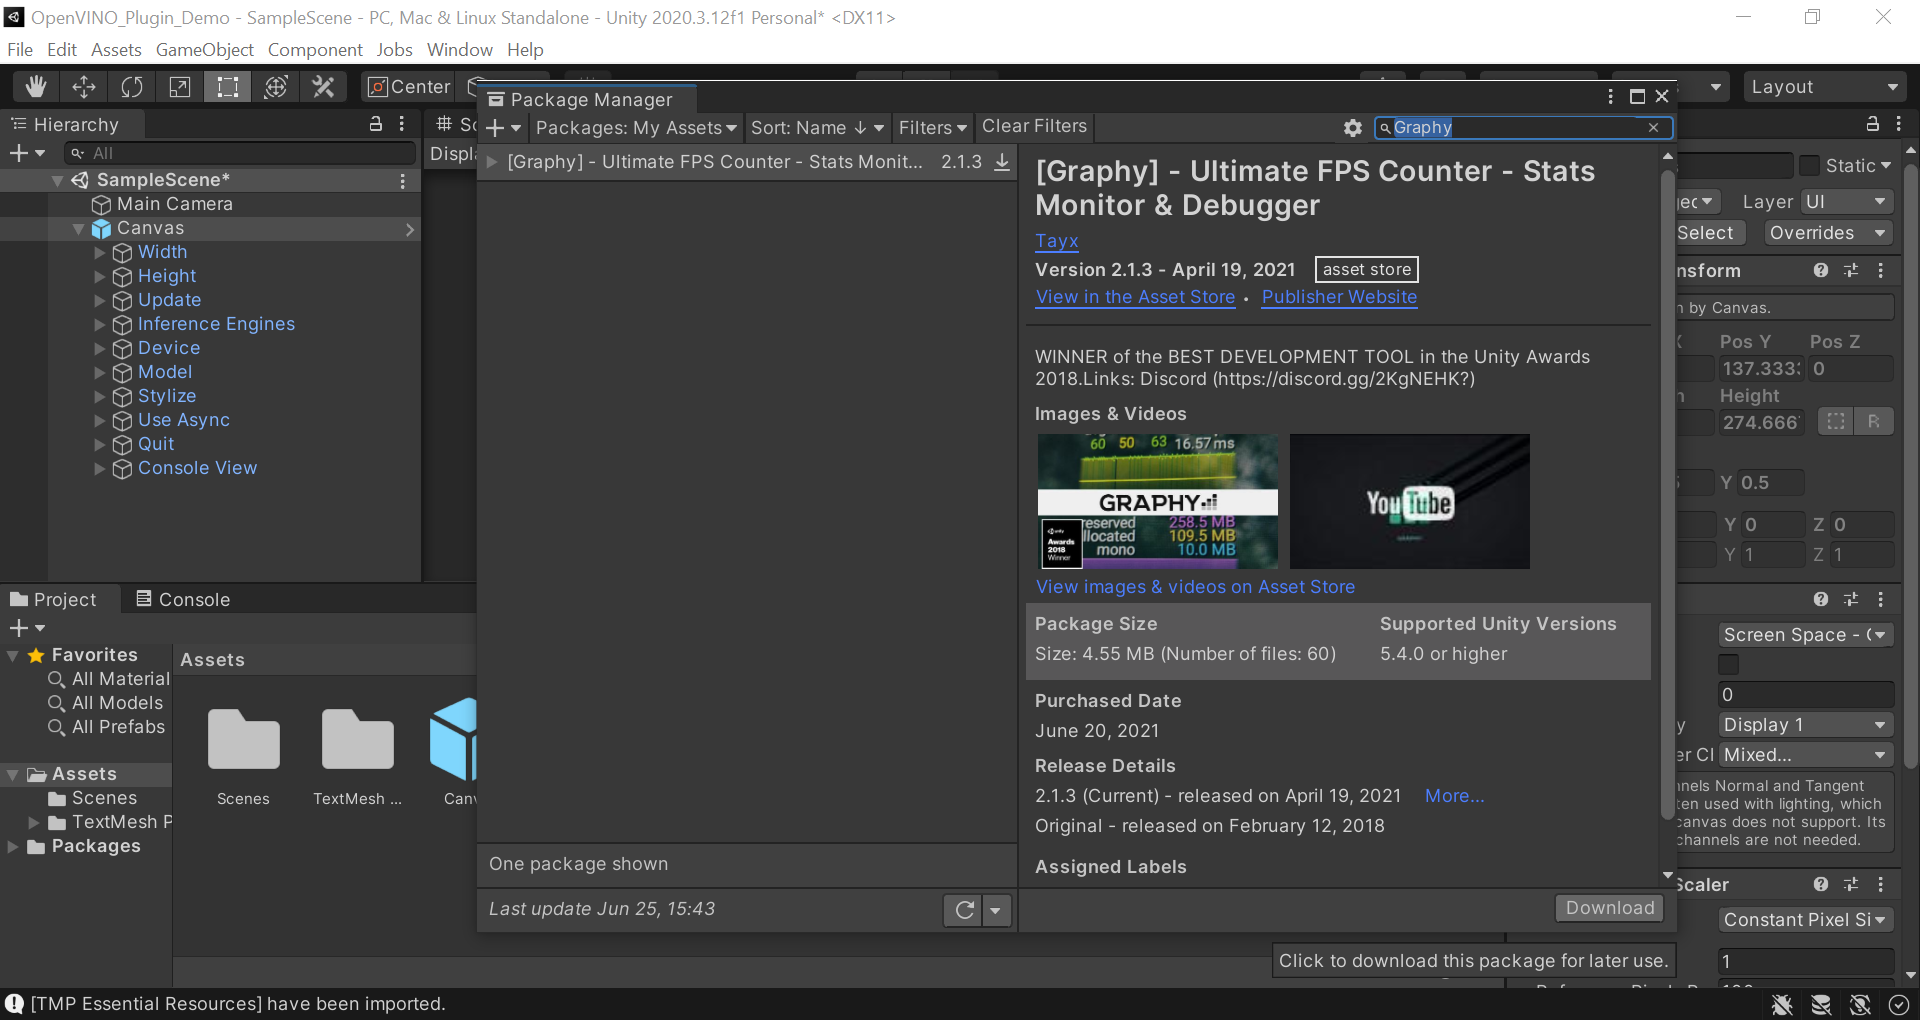 OpenVINO_Plugin_Demo - SampleScene - PC, Mac & Linux Standalone - Unity 2020.3.12f1 Personal* <DX11>
File Edit Assets GameObject Component Jobs Window Help
Center
Layout
Hierarchy
All
SampleScene*
Main Camera
Canvas
Width
Height
Update
Inference Engines
Device
Model
Stylize
Use Async
Quit
Console View
Package Manager
Packages: My Assets
Sort: Name ↓
Filters
Clear Filters
Graphy
[Graphy] - Ultimate FPS Counter - Stats Monit... 2.1.3
One package shown
Last update Jun 25, 15:43
[Graphy] - Ultimate FPS Counter - Stats
Monitor & Debugger
Tayx
Version 2.1.3 - April 19, 2021 asset store
View in the Asset Store • Publisher Website
WINNER of the BEST DEVELOPMENT TOOL in the Unity Awards
2018.Links: Discord (https://discord.gg/2KgNEHK?)
Images & Videos
60 50 63 16.57 ms
GRAPHY
unity
Awards
2018
Winner
reserved 258.5 MB
llocated 109.5 MB
mono 10.0 MB
YouTube
View images & videos on Asset Store
Package Size
Size: 4.55 MB (Number of files: 60)
Supported Unity Versions
5.4.0 or higher
Purchased Date
June 20, 2021
Release Details
2.1.3 (Current) - released on April 19, 2021 More...
Original - released on February 12, 2018
Assigned Labels
Download
Click to download this package for later use.
Static
Layer UI
Select Overrides
nsform
n by Canvas.
Pos Y Pos Z
137.333: 0
Height
274.666 R
Y 0.5
Y 0 Z 0
Y 1 Z 1
Screen Space - (
0
y Display 1
er Cl Mixed...
nnels Normal and Tangent
ten used with lighting, which
canvas does not support. Its
channels are not needed.
Scaler
Constant Pixel Si
1
Project
Console
Favorites
All Material
All Models
All Prefabs
Assets
Scenes
TextMesh P
Packages
Assets
Scenes
TextMesh ...
Canv
[TMP Essential Resources] have been imported.